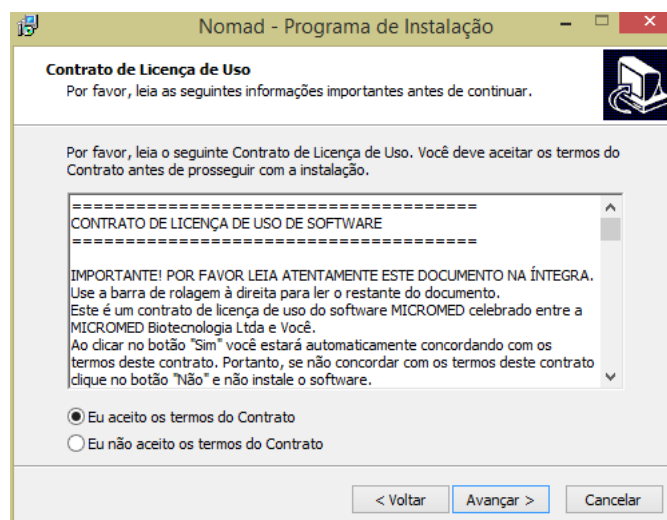 Nomad - Programa de Instalação
Contrato de Licença de Uso
Por favor, leia as seguintes informações importantes antes de continuar.
Por favor, leia o seguinte Contrato de Licença de Uso. Você deve aceitar os termos do
Contrato antes de prosseguir com a instalação.
=======================================
CONTRATO DE LICENÇA DE USO DE SOFTWARE
=======================================
IMPORTANTE! POR FAVOR LEIA ATENTAMENTE ESTE DOCUMENTO NA ÍNTEGRA.
Use a barra de rolagem à direita para ler o restante do documento.
Este é um contrato de licença de uso do software MICROMED celebrado entre a
MICROMED Biotecnologia Ltda e Você.
Ao clicar no botão "Sim" você estará automaticamente concordando com os
termos deste contrato. Portanto, se não concordar com os termos deste contrato
clique no botão "Não" e não instale o software.
Eu aceito os termos do Contrato
Eu não aceito os termos do Contrato
< Voltar
Avançar >
Cancelar